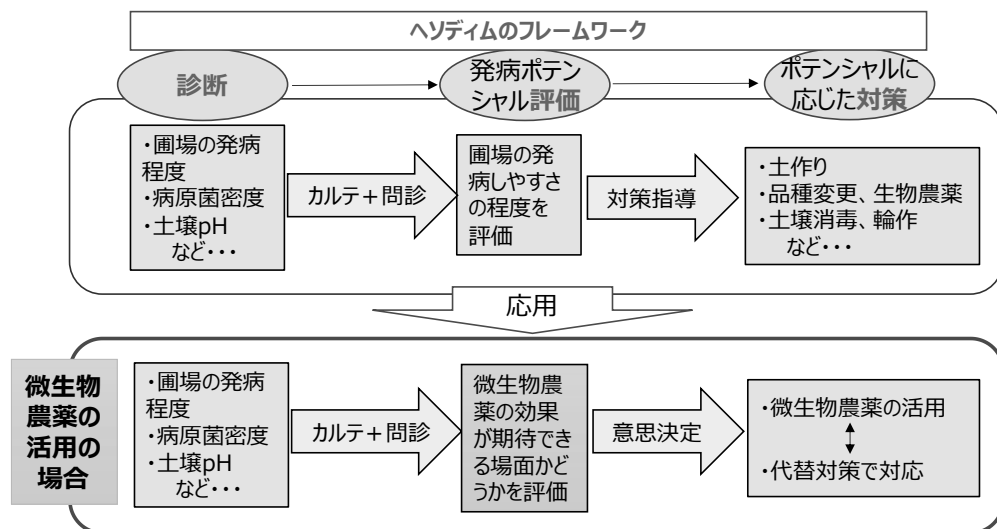 ヘソディムのフレームワーク
診断
発病ポテン
シャル評価
ポテンシャルに
応じた対策
・圃場の発病
程度
・病原菌密度
・土壌pH
など・・・
カルテ+問診
圃場の発
病しやすさ
の程度を
評価
対策指導
・土作り
・品種変更、生物農薬
・土壌消毒、輪作
など・・・
応用
微生物
農薬の
活用の
場合
・圃場の発病
程度
・病原菌密度
・土壌pH
など・・・
カルテ+問診
微生物農
薬の効果
が期待でき
る場面かど
うかを評価
意思決定
・微生物農薬の活用
・代替対策で対応